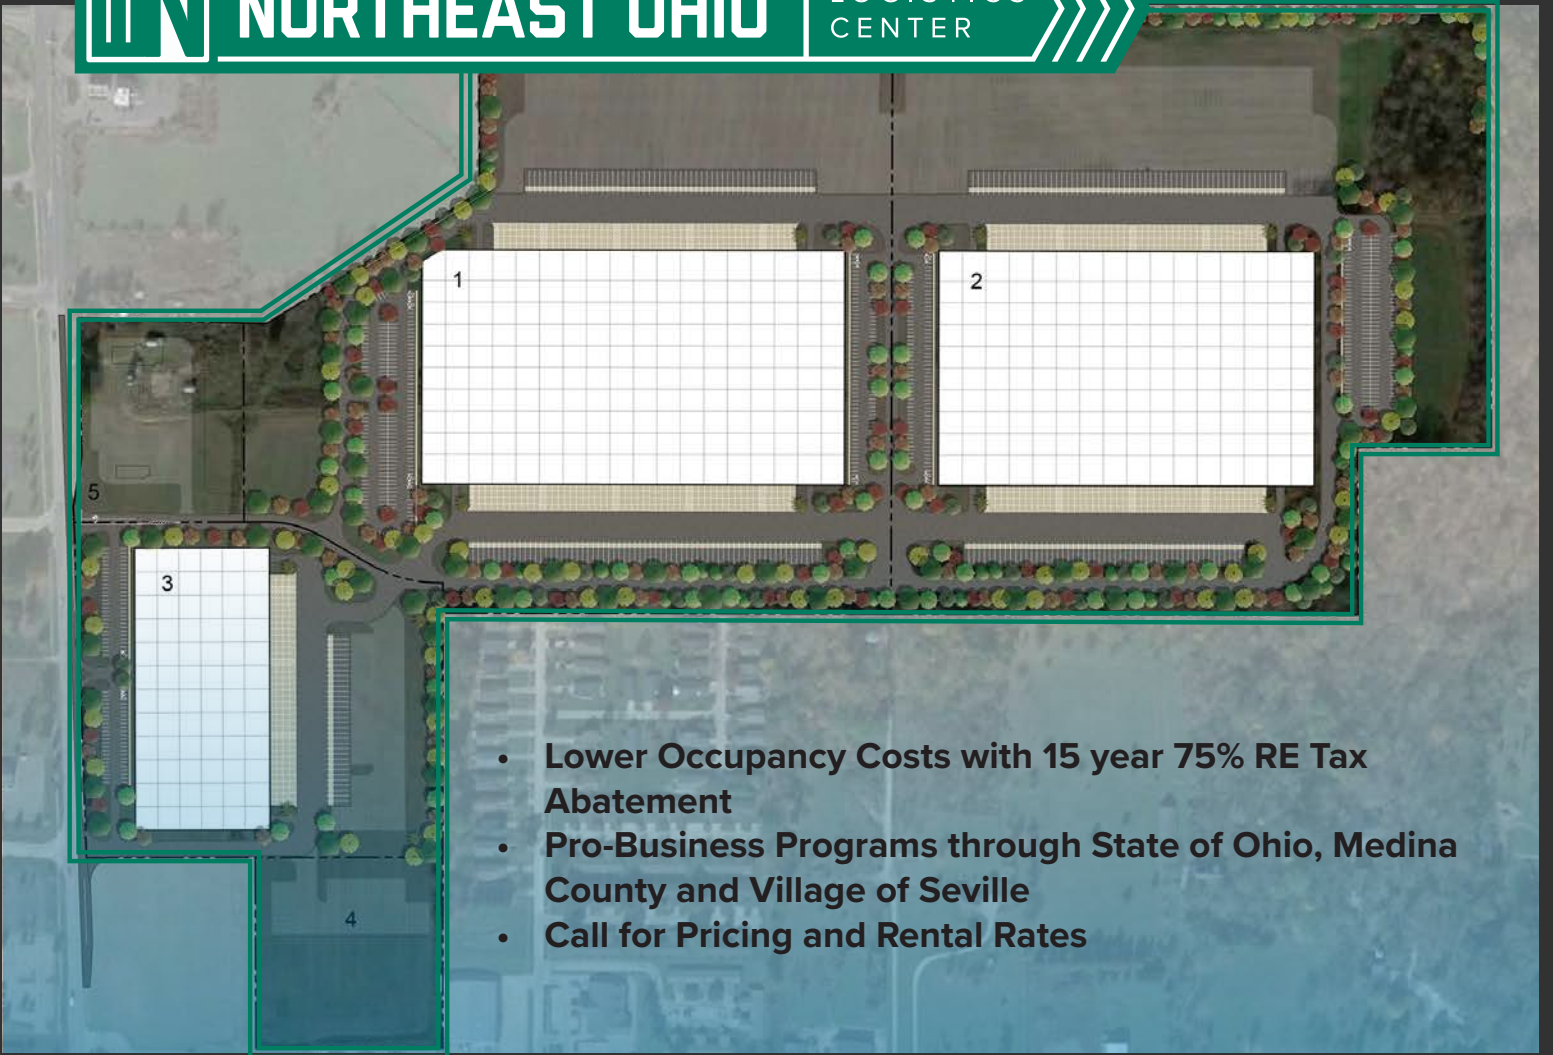 NORTHEAST OHIO
LOGISTICS
CENTER
1
2
5
3
4
• Lower Occupancy Costs with 15 year 75% RE Tax
Abatement
• Pro-Business Programs through State of Ohio, Medina
County and Village of Seville
• Call for Pricing and Rental Rates